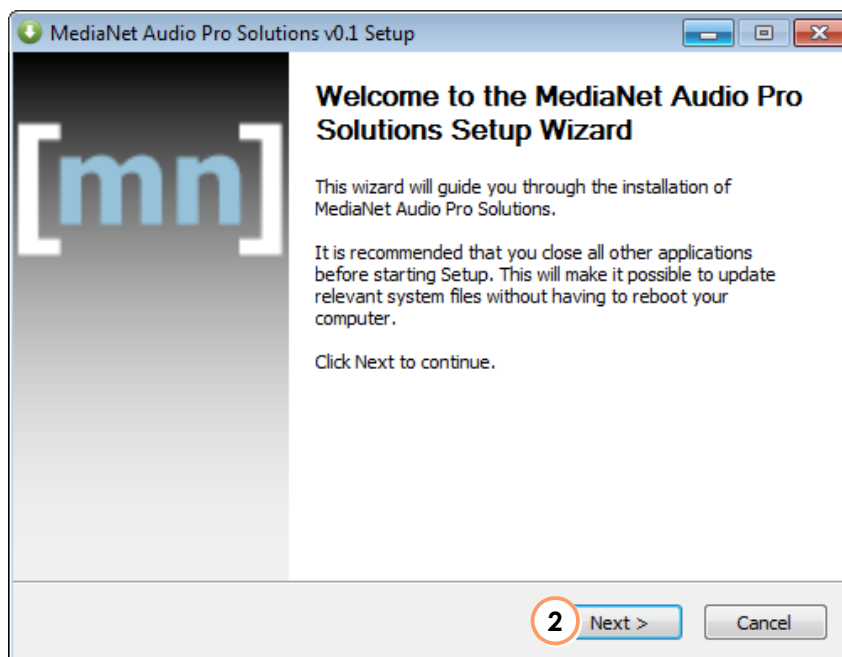 MediaNet Audio Pro Solutions v0.1 Setup
[mn]
Welcome to the MediaNet Audio Pro
Solutions Setup Wizard
This wizard will guide you through the installation of
MediaNet Audio Pro Solutions.
It is recommended that you close all other applications
before starting Setup. This will make it possible to update
relevant system files without having to reboot your
computer.
Click Next to continue.
2 Next > Cancel